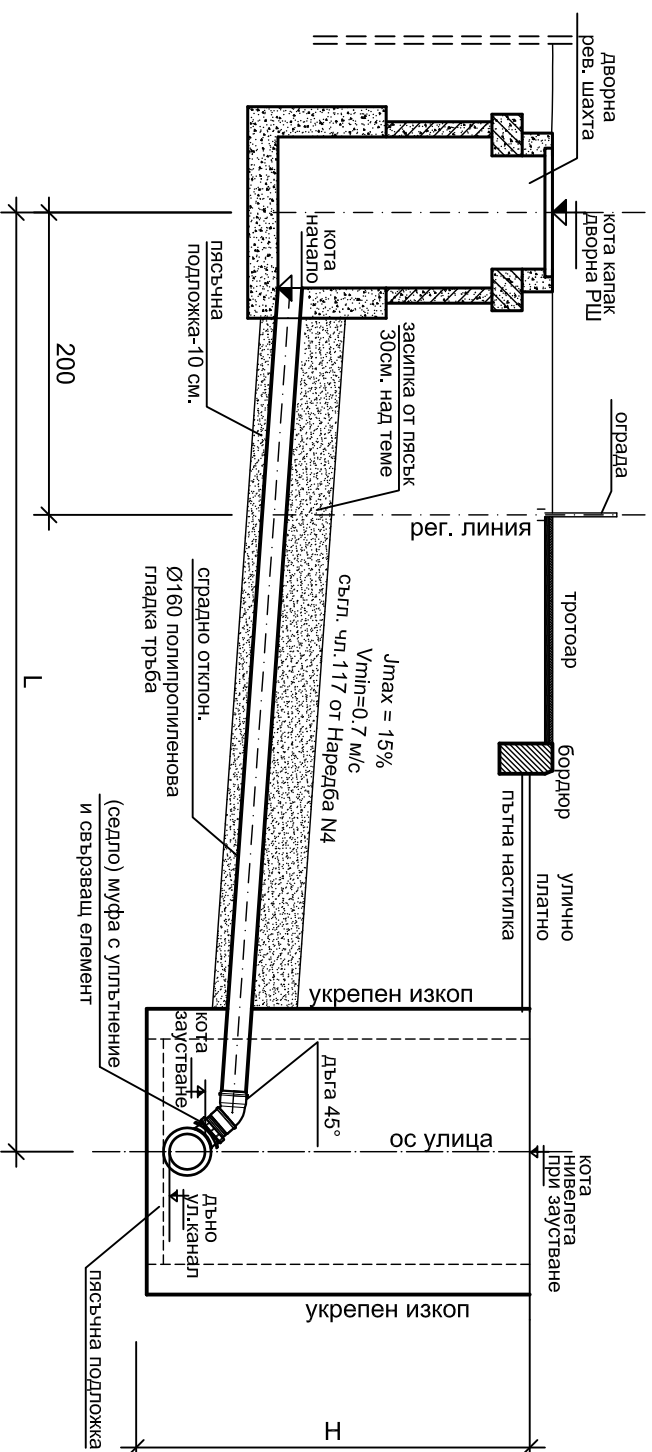 дворна
рев. шахта
кота капак
дворна РШ
ограда
рег. линия
тротоар
бордюр
улично
платно
пътна настилка
кота
нивелета
при заустване
кота
начало
засипка от пясък
30см. над теме
Jmax = 15%
Vmin=0.7 м/с
съгл. чл.117 от Наредба N4
укрепен изкоп
ос улица
укрепен изкоп
дъга 45°
кота
заустване
дъно
ул.канал
пясъчна
подложка-10 см.
сградно отклон.
Ø160 полипропиленова
гладка тръба
(седло) муфа с уплътнение
и свързващ елемент
пясъчна подложка
200
L
H